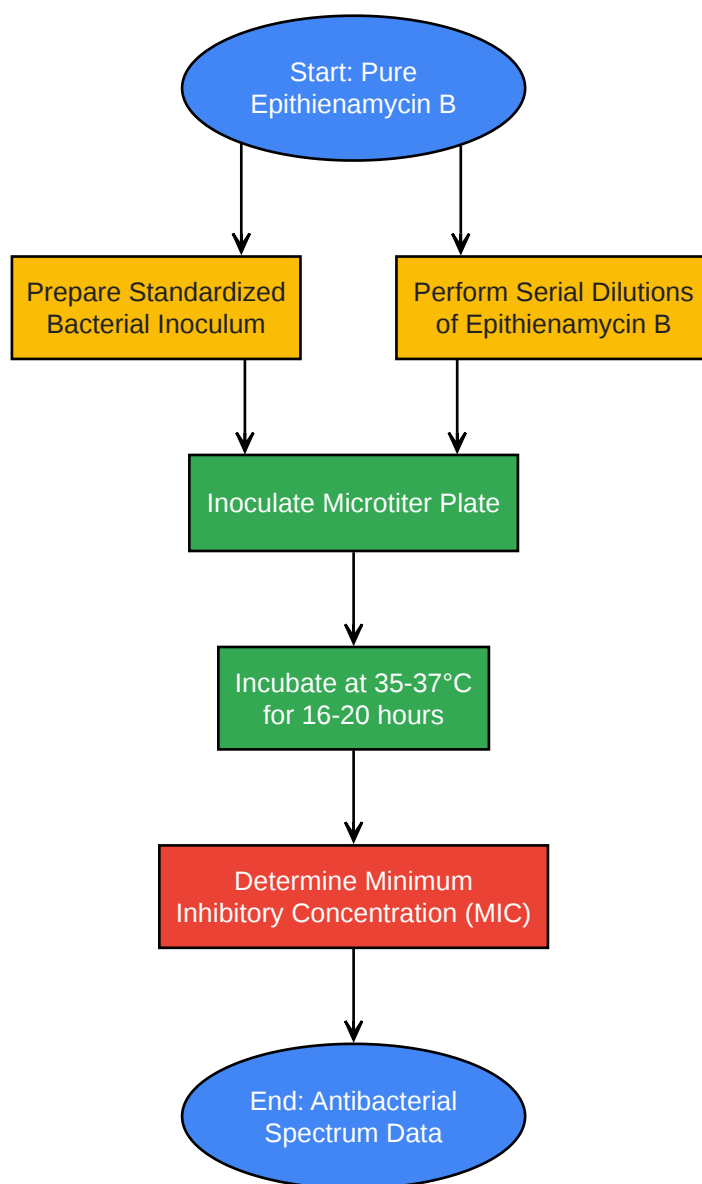 Start: Pure
Epithienamycin B
Prepare Standardized
Bacterial Inoculum
Perform Serial Dilutions
of Epithienamycin B
Inoculate Microtiter Plate
Incubate at 35-37°C
for 16-20 hours
Determine Minimum
Inhibitory Concentration (MIC)
End: Antibacterial
Spectrum Data